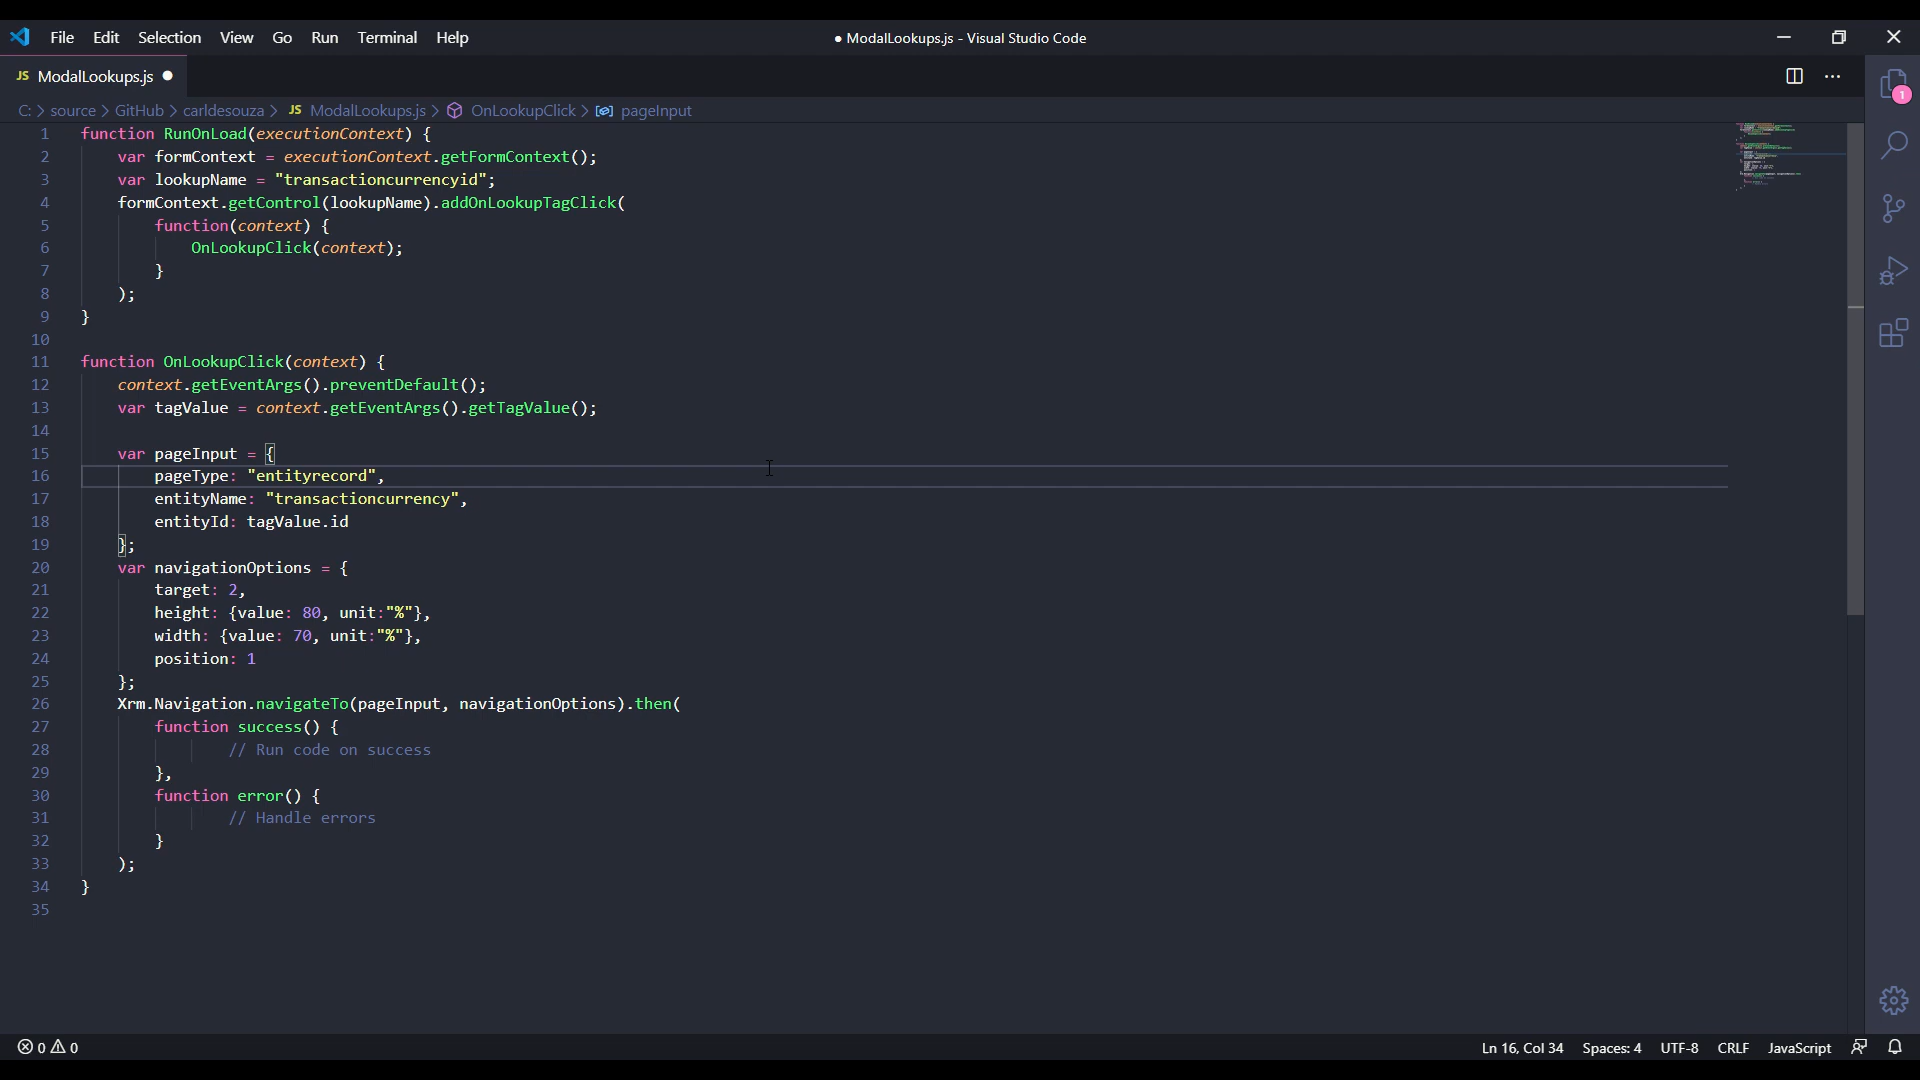 File Edit Selection View Go Run Terminal Help
● ModalLookups.js - Visual Studio Code
JS ModalLookups.js ●
C: > source > GitHub > carldesouza > JS ModalLookups.js > OnLookupClick > pageInput
1
1 function RunOnLoad(executionContext) {
2     var formContext = executionContext.getFormContext();
3     var lookupName = "transactioncurrencyid";
4     formContext.getControl(lookupName).addOnLookupTagClick(
5         function(context) {
6             OnLookupClick(context);
7         }
8     );
9 }
10
11 function OnLookupClick(context) {
12     context.getEventArgs().preventDefault();
13     var tagValue = context.getEventArgs().getTagValue();
14
15     var pageInput = {
16         pageType: "entityrecord",
17         entityName: "transactioncurrency",
18         entityId: tagValue.id
19     };
20     var navigationOptions = {
21         target: 2,
22         height: {value: 80, unit:"%"},
23         width: {value: 70, unit:"%"},
24         position: 1
25     };
26     Xrm.Navigation.navigateTo(pageInput, navigationOptions).then(
27         function success() {
28                 // Run code on success
29         },
30         function error() {
31                 // Handle errors
32         }
33     );
34 }
35
0 0
Ln 16, Col 34 Spaces: 4 UTF-8 CRLF JavaScript